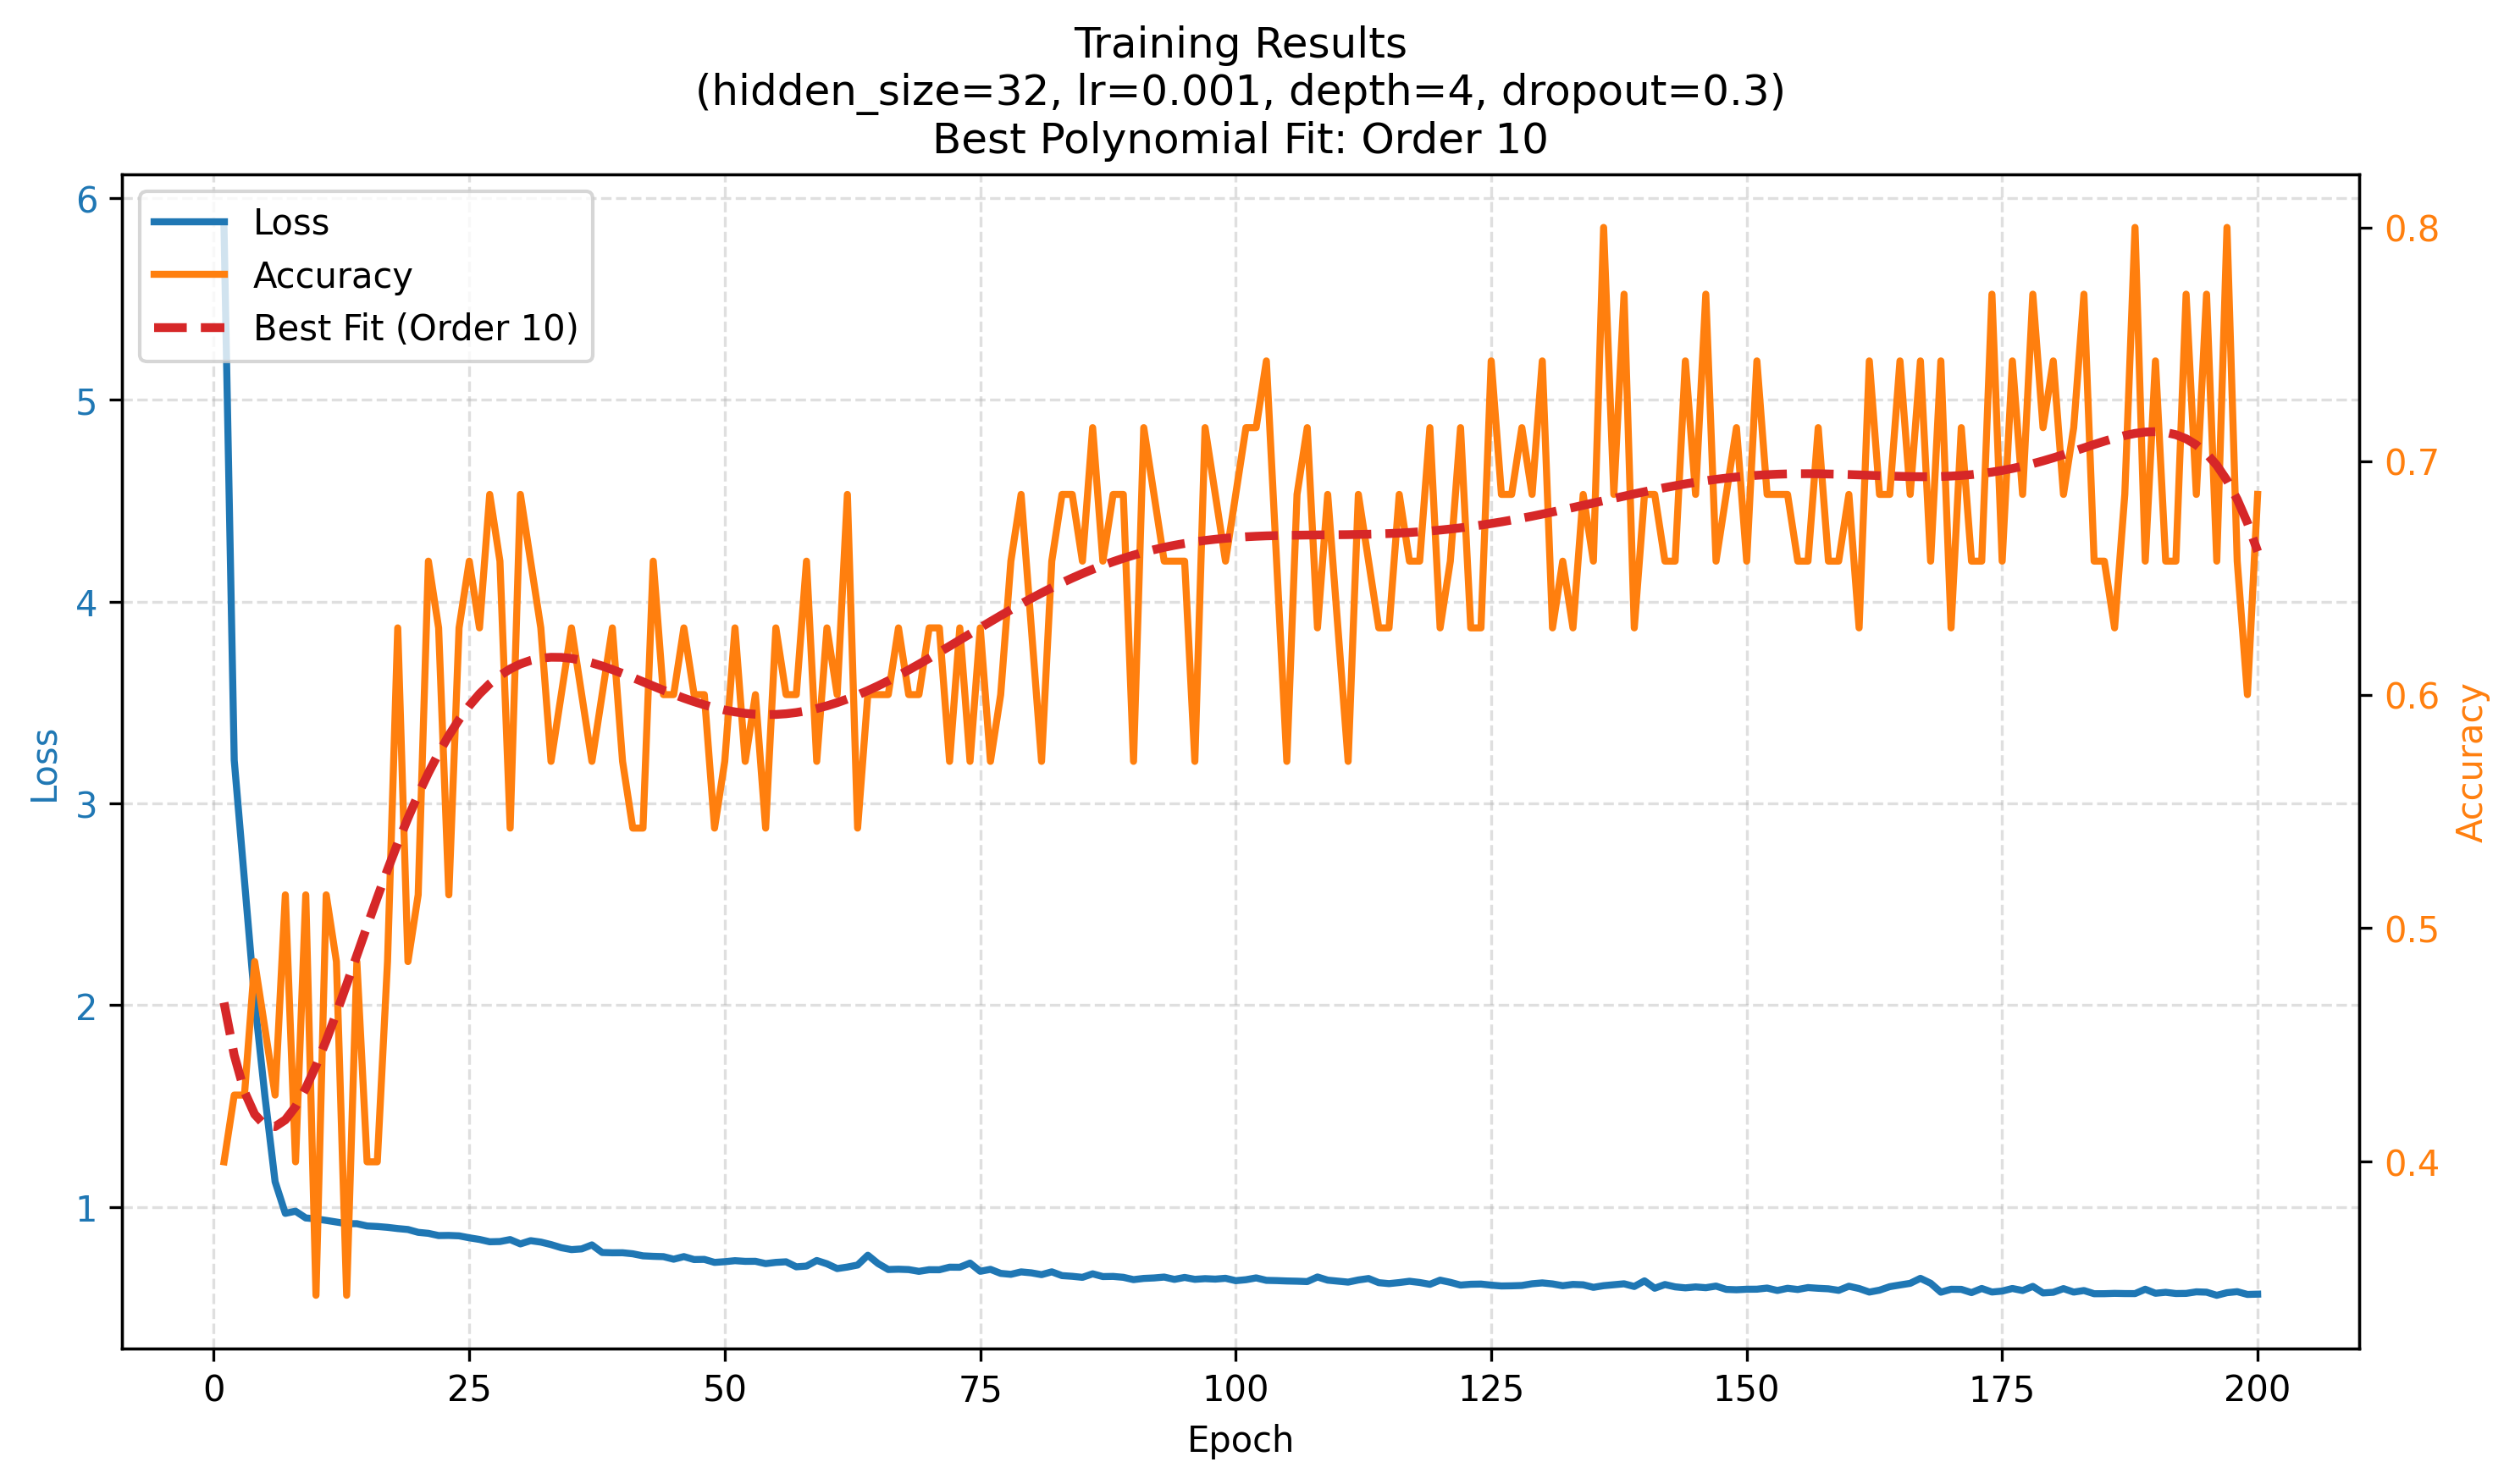 Training Results
(hidden_size=32, lr=0.001, depth=4, dropout=0.3)
Best Polynomial Fit: Order 10
Loss
Accuracy
Best Fit (Order 10)
6
5
4
3
2
1
Loss
0.8
0.7
0.6
0.5
0.4
Accuracy
0 25 50 75 100 125 150 175 200
Epoch